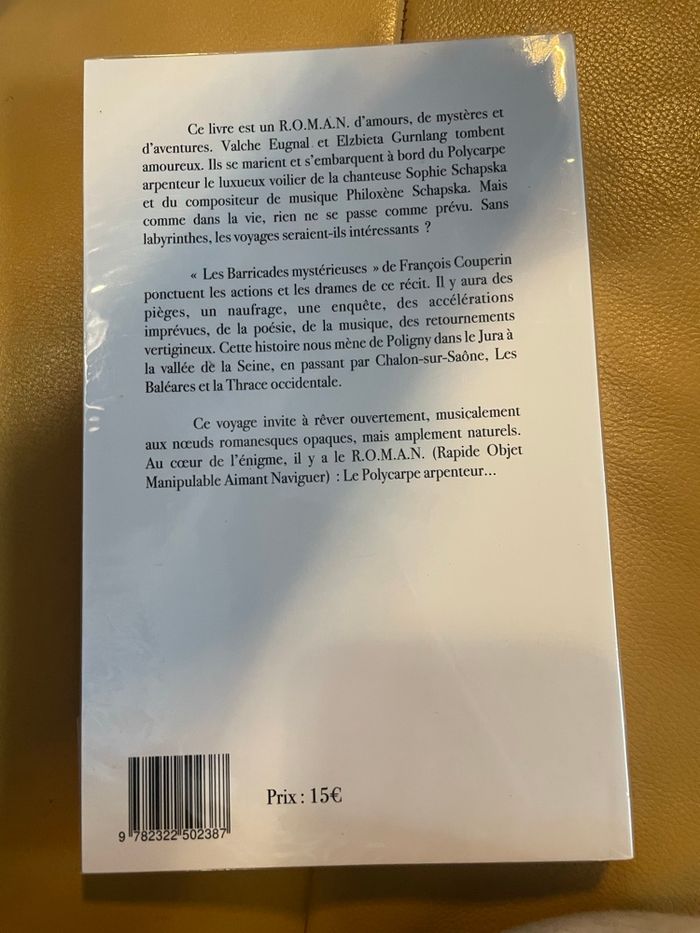 Ce livre est un R.O.M.A.N. d'amours, de mystères et
d'aventures. Valche Eugnal et Elzbieta Gurnlang tombent
amoureux. Ils se marient et s'embarquent à bord du Polycarpe
arpenteur le luxueux voilier de la chanteuse Sophie Schapska
et du compositeur de musique Philoxène Schapska. Mais
comme dans la vie, rien ne se passe comme prévu. Sans
labyrinthes, les voyages seraient-ils intéressants ?
« Les Barricades mystérieuses » de François Couperin
ponctuent les actions et les drames de ce récit. Il y aura des
pièges, un naufrage, une enquête, des accélérations
imprévues, de la poésie, de la musique, des retournements
vertigineux. Cette histoire nous mène de Poligny dans le Jura à
la vallée de la Seine, en passant par Chalon-sur-Saône, Les
Baléares et la Thrace occidentale.
Ce voyage invite à rêver ouvertement, musicalement
aux nœuds romanesques opaques, mais amplement naturels.
Au cœur de l'énigme, il y a le R.O.M.A.N. (Rapide Objet
Manipulable Aimant Naviguer) : Le Polycarpe arpenteur...
Prix : 15€
9 782322 502387